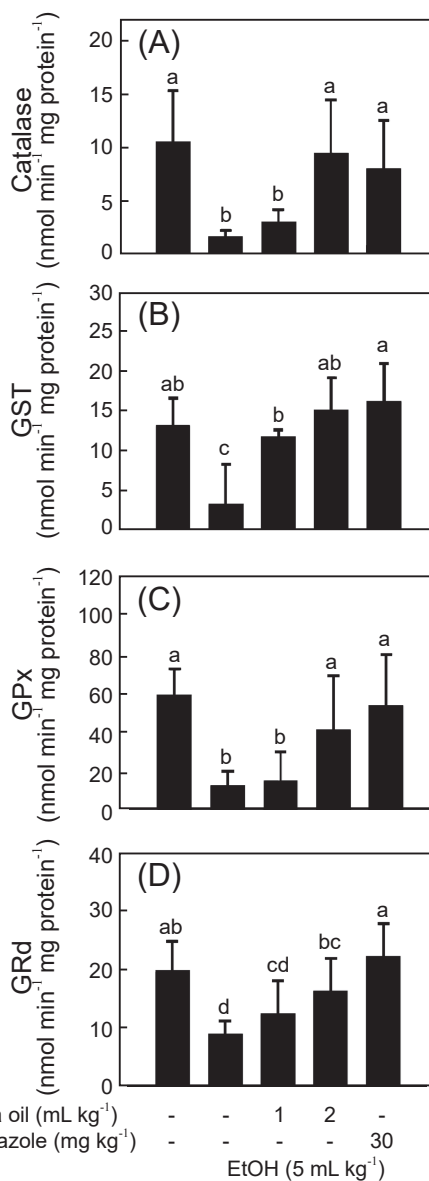 (A)
Catalase
(nmol min⁻¹ mg protein⁻¹)
20
15
10
5
0
a
b
b
a
a
(B)
GST
(nmol min⁻¹ mg protein⁻¹)
30
25
20
15
10
5
0
ab
c
b
ab
a
(C)
GPx
(nmol min⁻¹ mg protein⁻¹)
120
100
80
60
40
20
0
a
b
b
a
a
(D)
GRd
(nmol min⁻¹ mg protein⁻¹)
40
30
20
10
0
ab
d
cd
bc
a
oil (mL kg⁻¹) - - 1 2 -
azole (mg kg⁻¹) - - - - 30
EtOH (5 mL kg⁻¹)